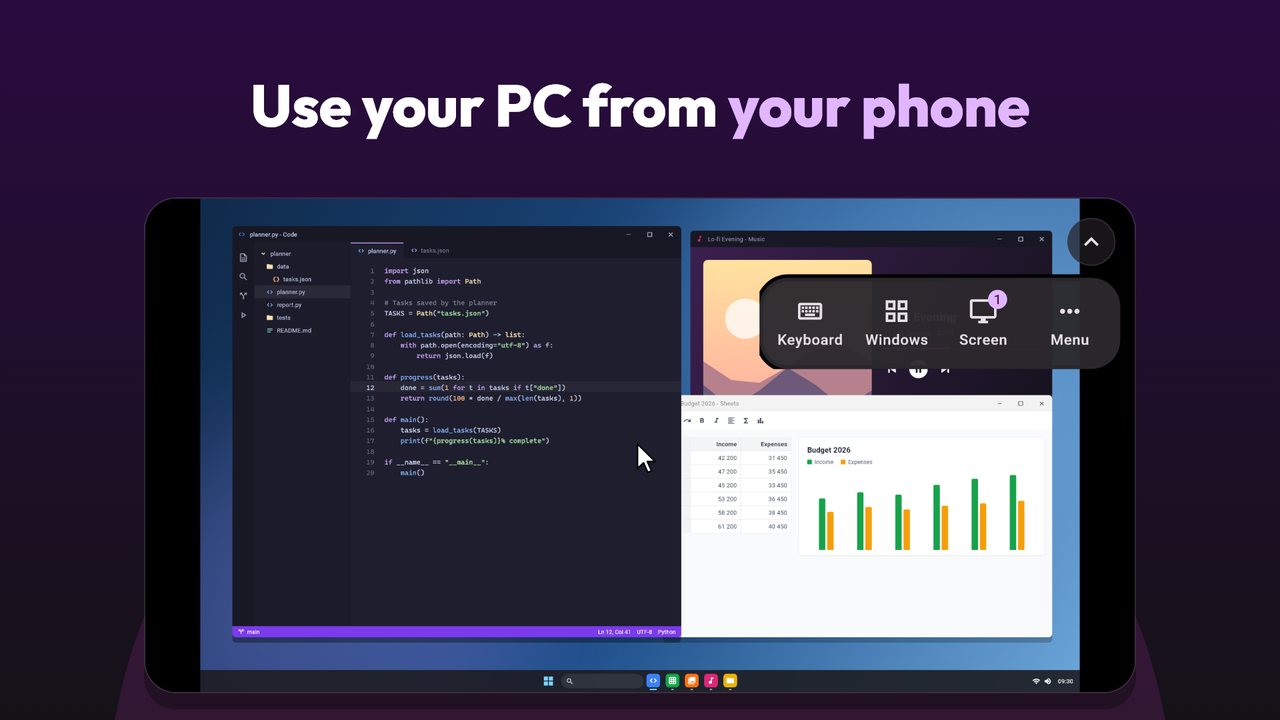 Use your PC from your phone
planner.py - Code
planner
data
tasks.json
planner.py
report.py
tests
README.md
planner.py
tasks.json
1 import json
2 from pathlib import Path
3
4 # Tasks saved by the planner
5 TASKS = Path("tasks.json")
6
7 def load_tasks(path: Path) -> list:
8 with path.open(encoding="utf-8") as f:
9 return json.load(f)
10
11 def progress(tasks):
12 done = sum(1 for t in tasks if t["done"])
13 return round(100 * done / max(len(tasks), 1))
14
15 def main():
16 tasks = load_tasks(TASKS)
17 print(f"{progress(tasks)}% complete")
18
19 if __name__ == "__main__":
20 main()
main
Ln 12, Col 41 UTF-8 Python
Lo-fi Evening - Music
Evening
1
Keyboard Windows Screen Menu
Budget 2026 - Sheets
B I Σ
Income Expenses
42 200 31 450
47 200 35 450
45 200 33 450
53 200 36 450
56 200 38 450
61 200 40 450
Budget 2026
Income Expenses
09:30